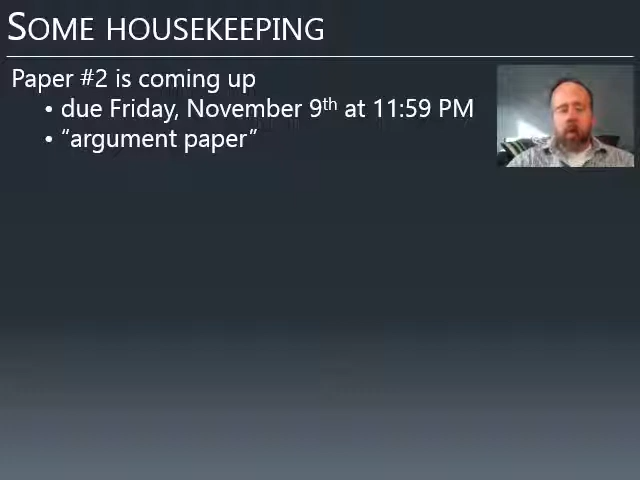 SOME HOUSEKEEPING
Paper #2 is coming up
• due Friday, November 9th at 11:59 PM
• “argument paper”